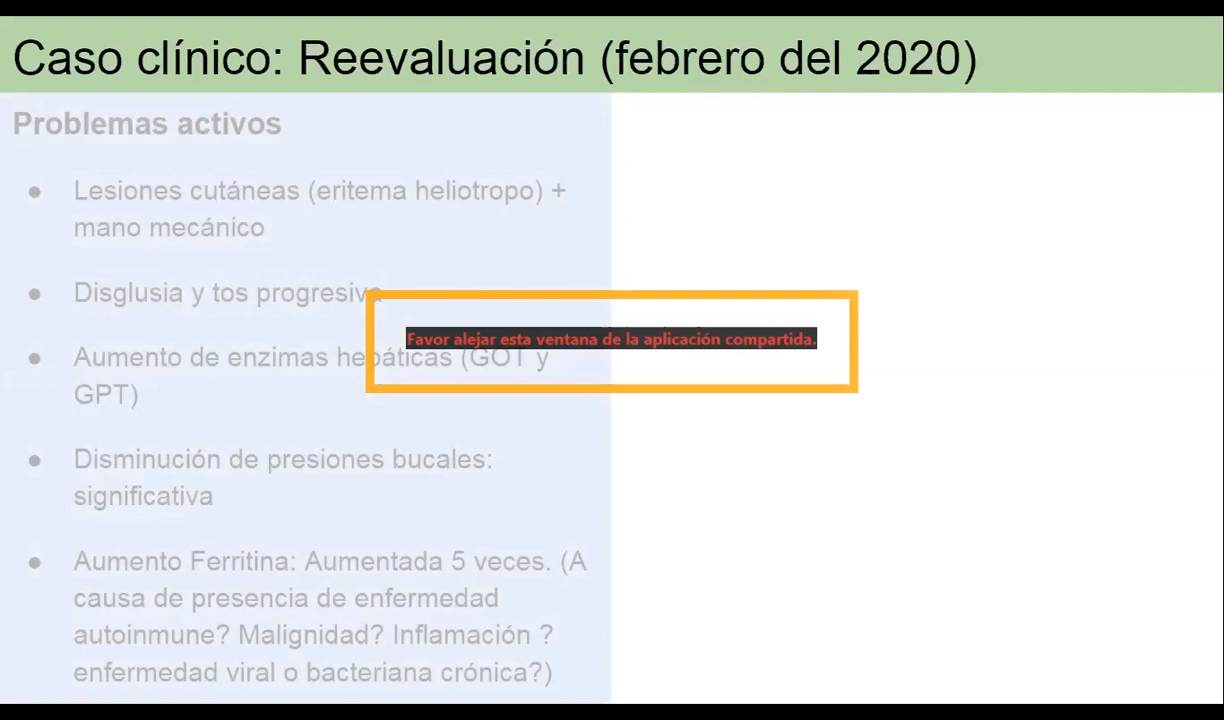 Caso clínico: Reevaluación (febrero del 2020)
Problemas activos
● Lesiones cutáneas (eritema heliotropo) +
mano mecánico
● Disglusia y tos progresiva
Favor alejar esta ventana de la aplicación compartida.
● Aumento de enzimas hepáticas (GOT y
GPT)
● Disminución de presiones bucales:
significativa
● Aumento Ferritina: Aumentada 5 veces. (A
causa de presencia de enfermedad
autoinmune? Malignidad? Inflamación ?
enfermedad viral o bacteriana crónica?)